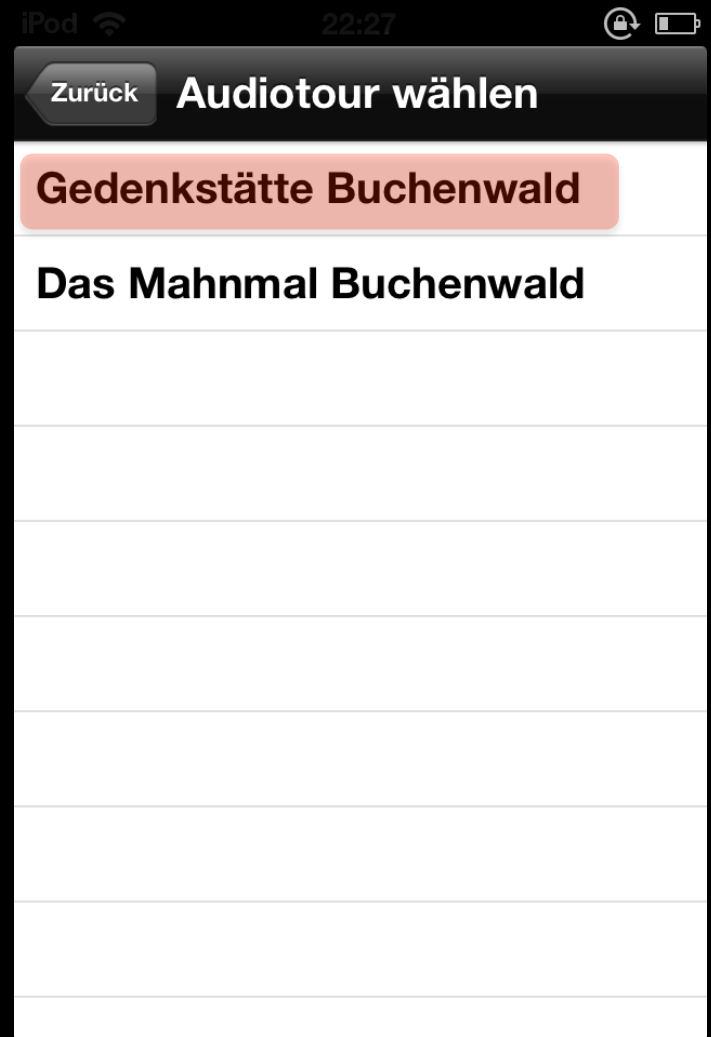 iPod 22:27
Zurück Audiotour wählen
Gedenkstätte Buchenwald
Das Mahnmal Buchenwald